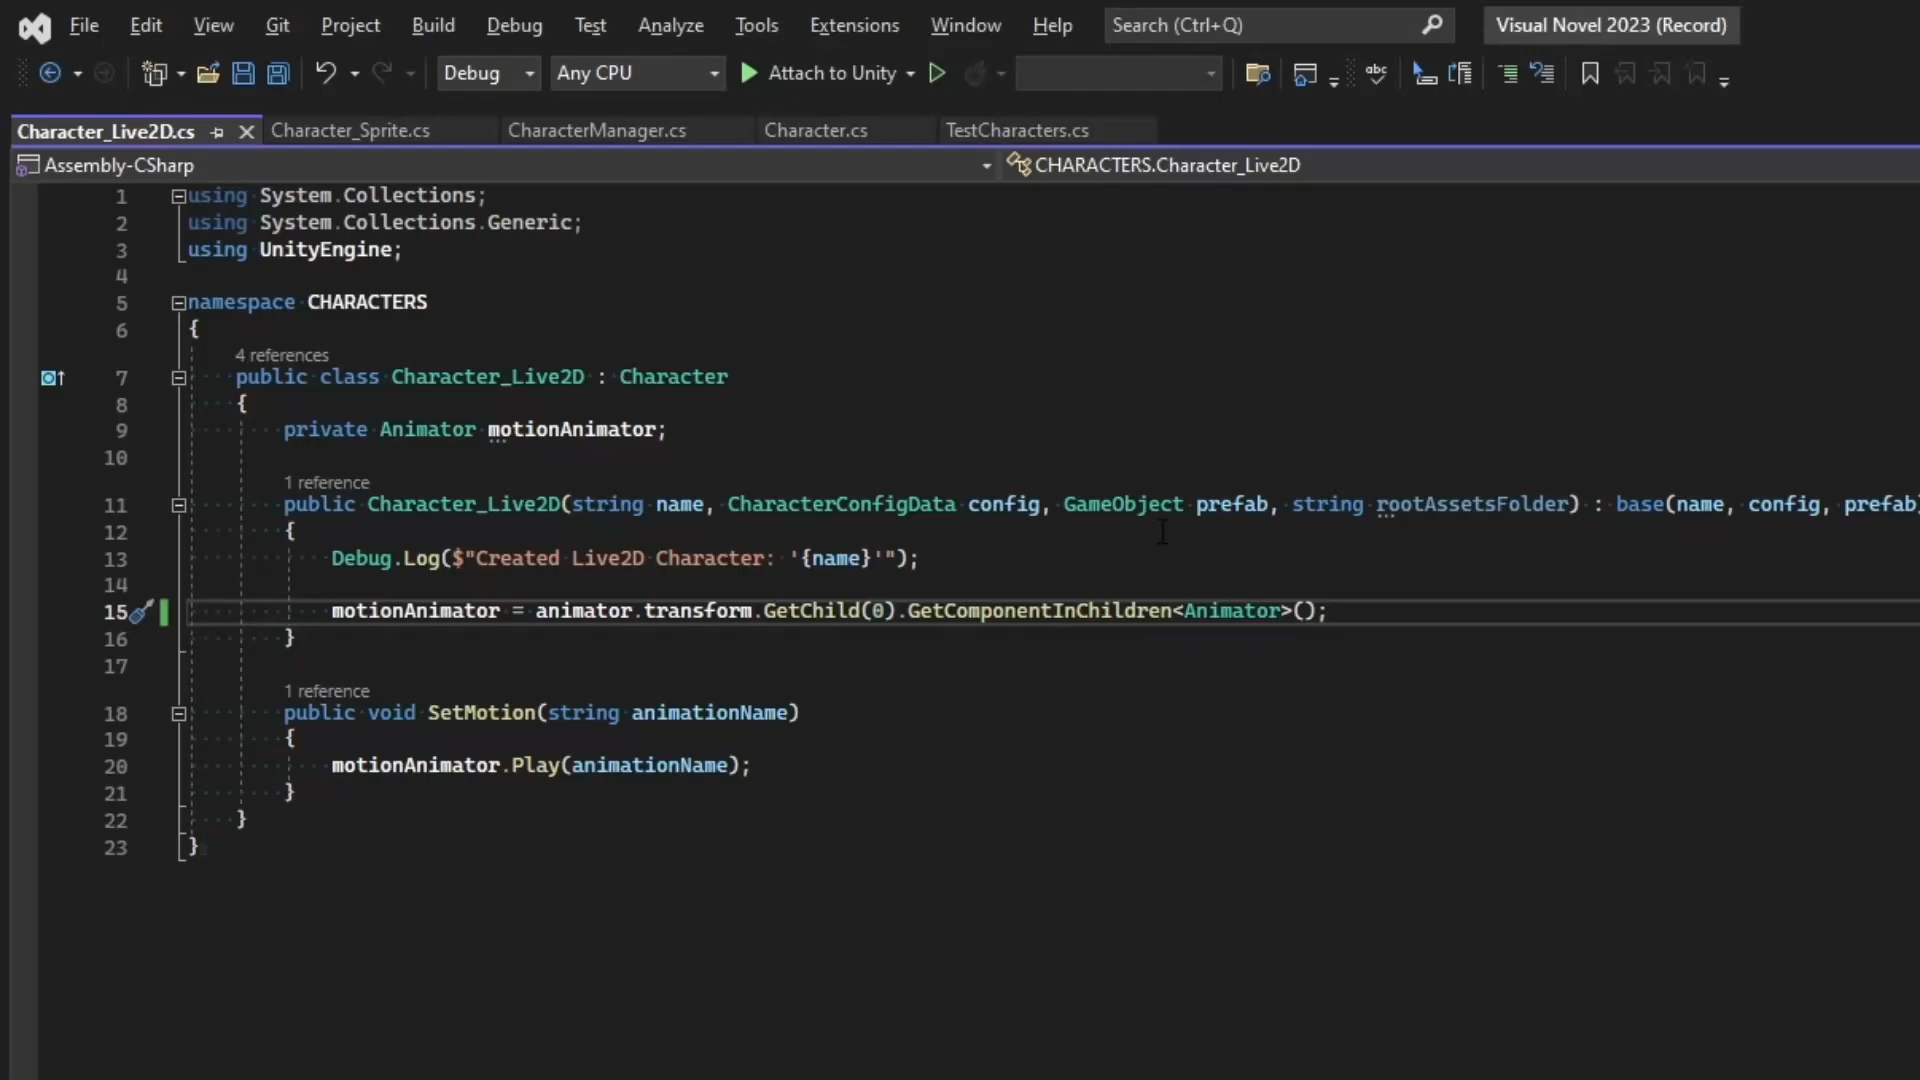 File Edit View Git Project Build Debug Test Analyze Tools Extensions Window Help Search (Ctrl+Q) Visual Novel 2023 (Record)
Debug Any CPU Attach to Unity abc
Character_Live2D.cs Character_Sprite.cs CharacterManager.cs Character.cs TestCharacters.cs
Assembly-CSharp CHARACTERS.Character_Live2D
1 using System.Collections;
2 using System.Collections.Generic;
3 using UnityEngine;
4
5 namespace CHARACTERS
6 {
4 references
7 public class Character_Live2D : Character
8 {
9 private Animator motionAnimator;
10
1 reference
11 public Character_Live2D(string name, CharacterConfigData config, GameObject prefab, string rootAssetsFolder) : base(name, config, prefab
12 {
13 Debug.Log($"Created Live2D Character: '{name}'");
14
15 motionAnimator = animator.transform.GetChild(0).GetComponentInChildren<Animator>();
16 }
17
1 reference
18 public void SetMotion(string animationName)
19 {
20 motionAnimator.Play(animationName);
21 }
22 }
23 }